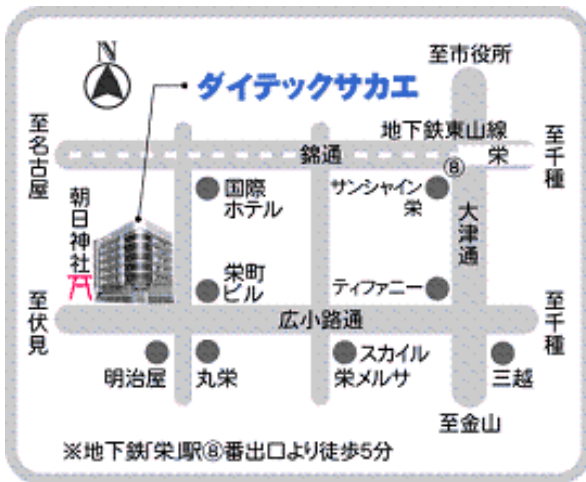 N
ダイテックサカエ
至市役所
地下鉄東山線
至名古屋
錦通
栄
至千種
⑧
朝日神社
国際
ホテル
サンシャイン
栄
大津通
栄町
ビル
ティファニー
至伏見
広小路通
至千種
明治屋
丸栄
スカイル
栄メルサ
三越
至金山
※地下鉄「栄」駅⑧番出口より徒歩5分